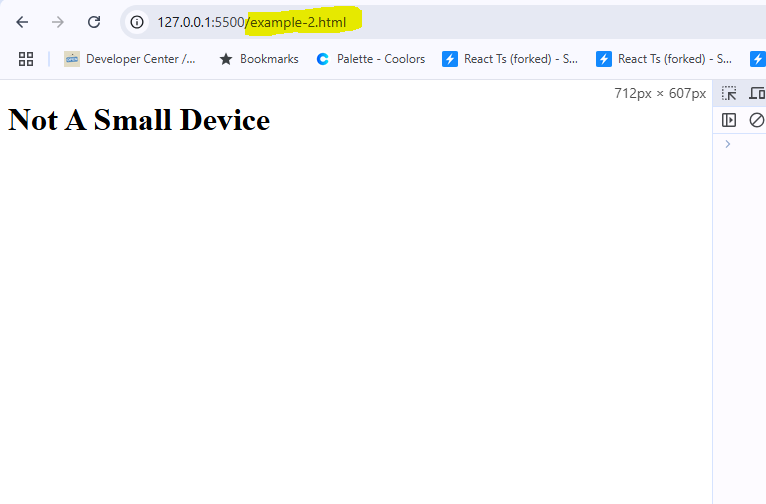 127.0.0.1:5500/example-2.html
Developer Center /... Bookmarks Palette - Coolors React Ts (forked) - S... React Ts (forked) - S...
712px × 607px
Not A Small Device